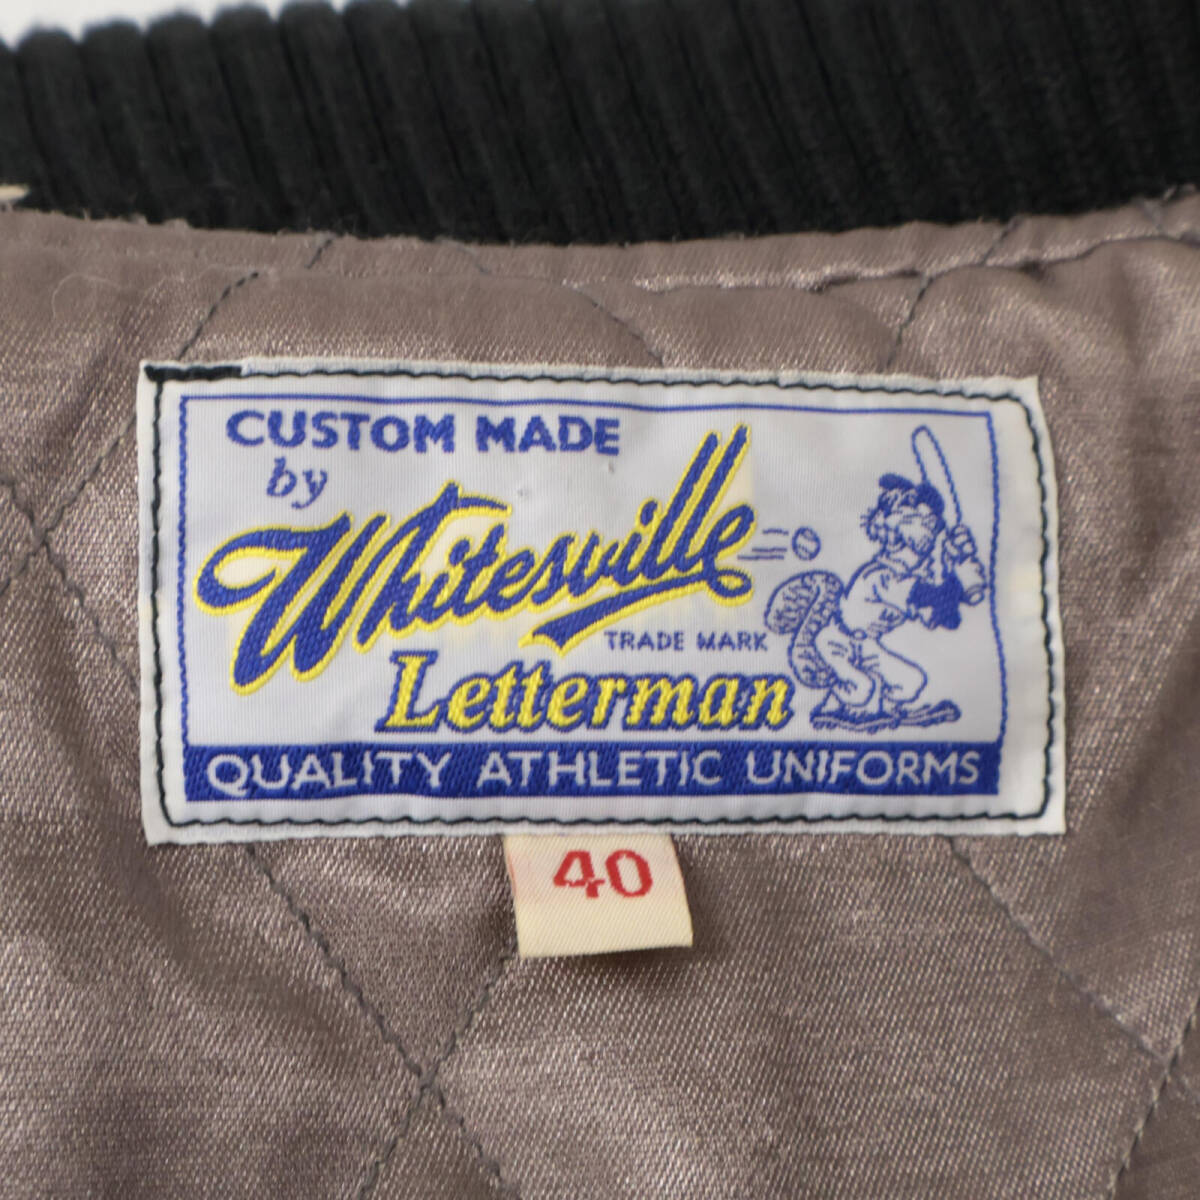 CUSTOM MADE
by
Whitesville
TRADE MARK
Letterman
QUALITY ATHLETIC UNIFORMS
40